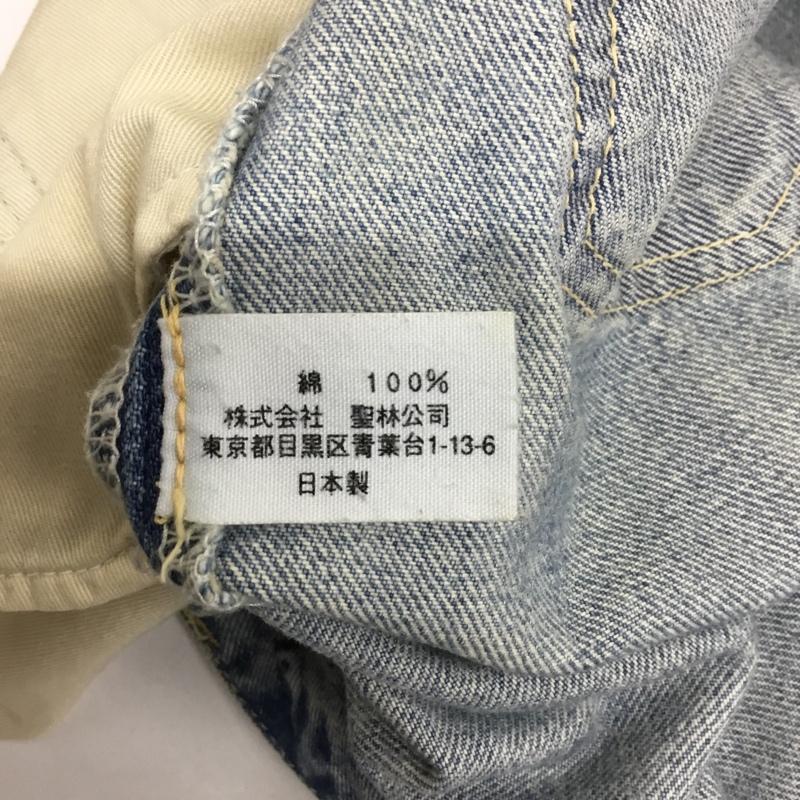 綿 100%
株式会社 聖林公司
東京都目黒区青葉台1-13-6
日本製